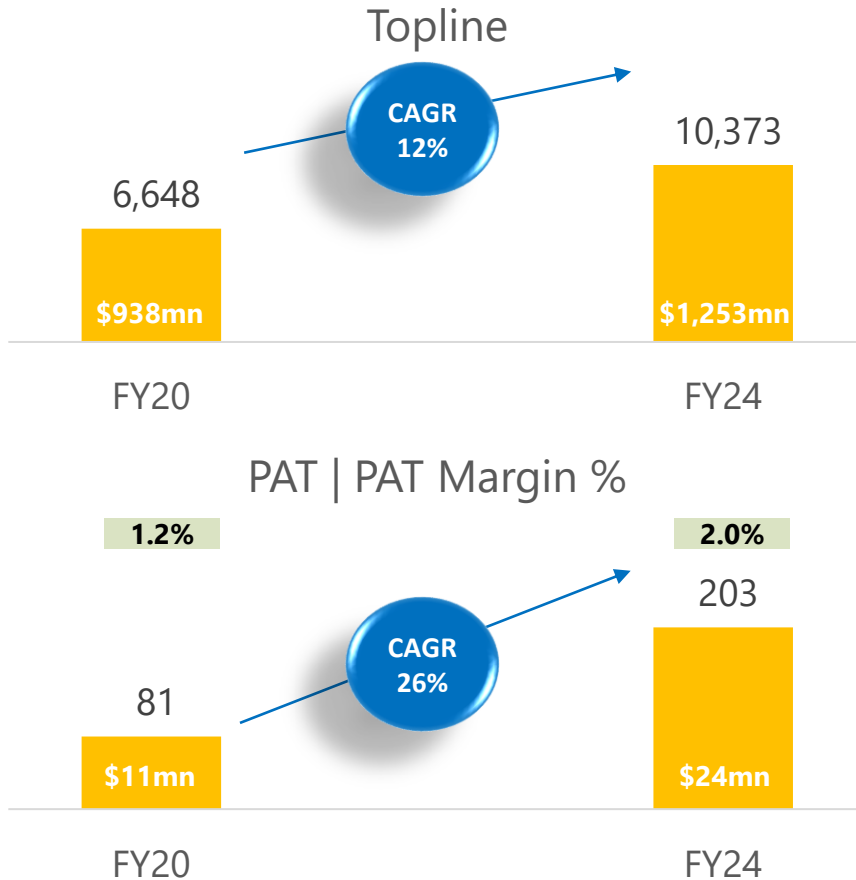 Topline
CAGR
12%
10,373
6,648
$938mn
$1,253mn
FY20
FY24
PAT | PAT Margin %
1.2%
2.0%
203
CAGR
26%
81
$11mn
$24mn
FY20
FY24